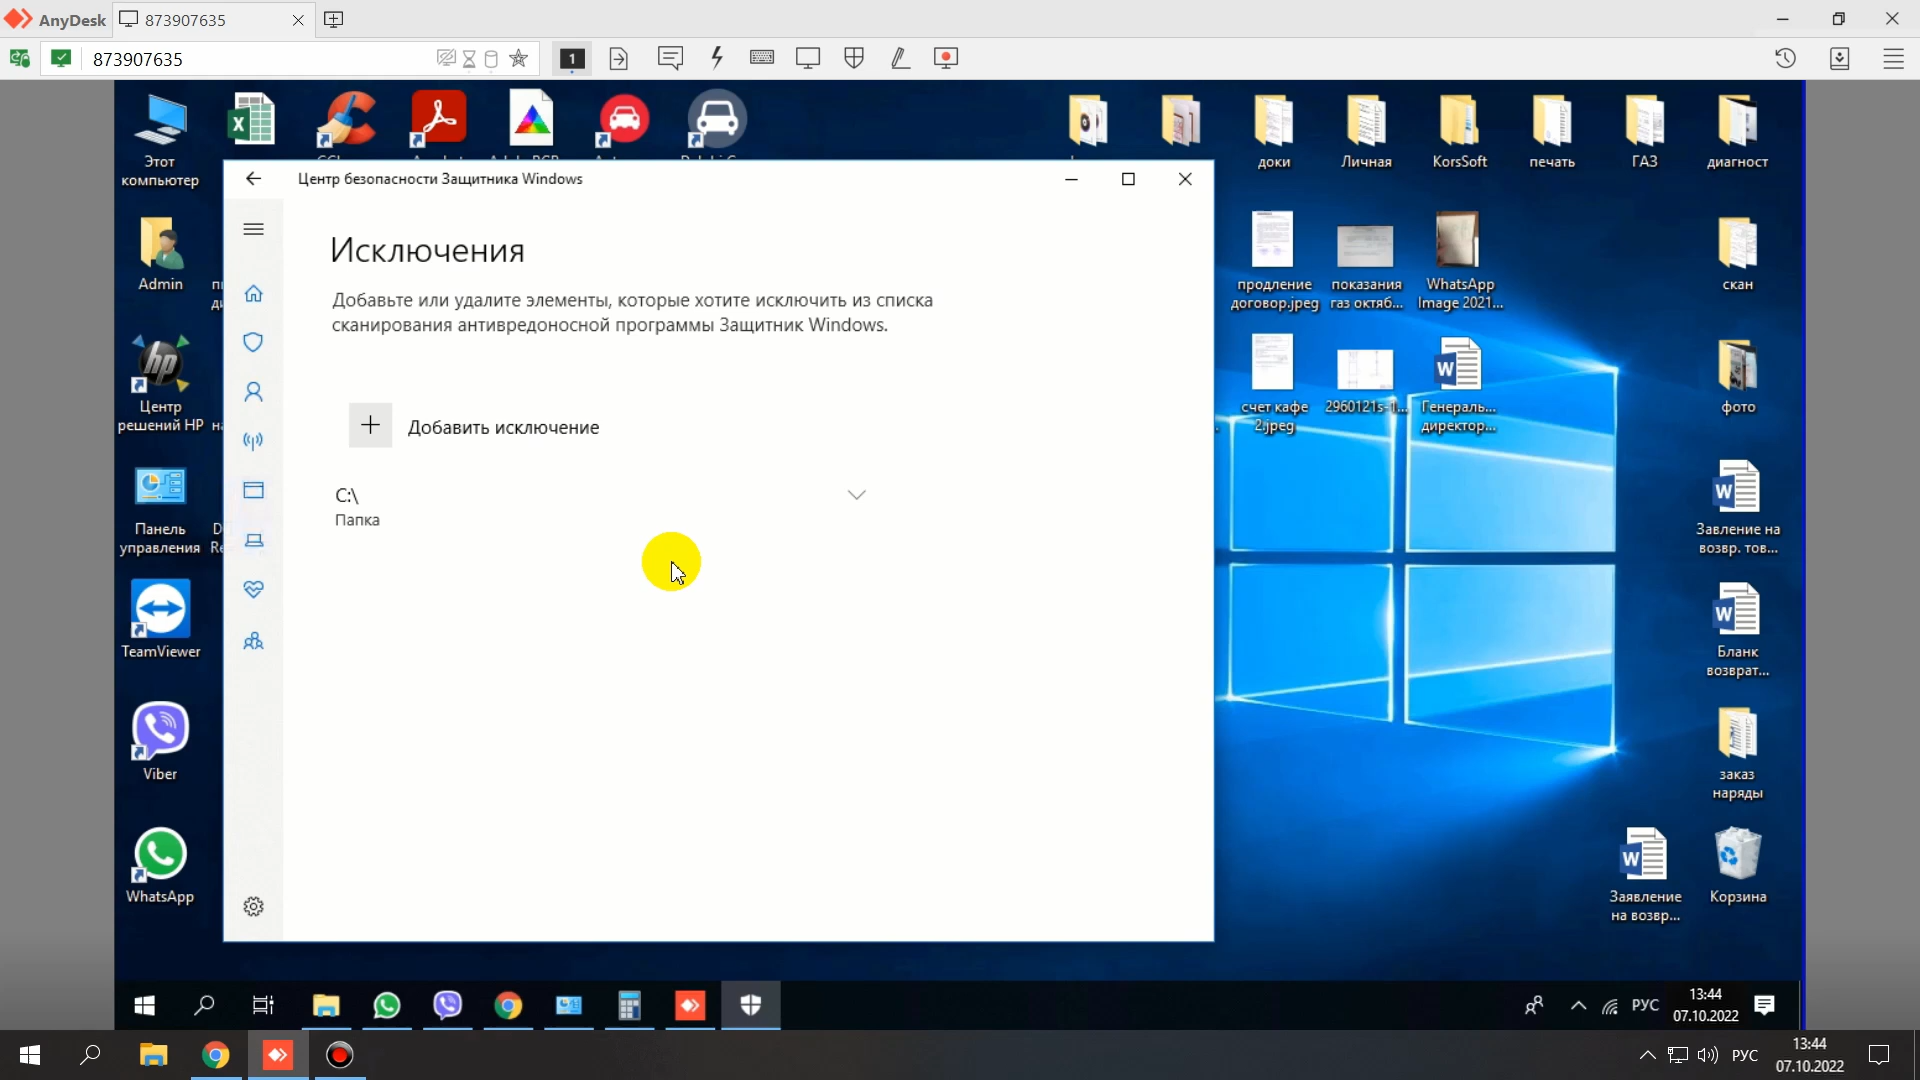 AnyDesk
873907635
873907635
1
Этот
компьютер
доки
Личная
KorsSoft
печать
ГАЗ
диагност
Центр безопасности Защитника Windows
Исключения
Добавьте или удалите элементы, которые хотите исключить из списка
сканирования антивредоносной программы Защитник Windows.
Добавить исключение
C:\
Папка
Admin
Центр
решений HP
Панель
управления
TeamViewer
Viber
WhatsApp
продление
договор.jpeg
показания
газ октяб...
WhatsApp
Image 2021...
скан
счет кафе
2.jpeg
2960121s-1...
Генераль...
директор...
фото
Завление на
возвр. тов...
Бланк
возврат...
заказ
наряды
Заявление
на возвр...
Корзина
РУС
13:44
07.10.2022
РУС
13:44
07.10.2022